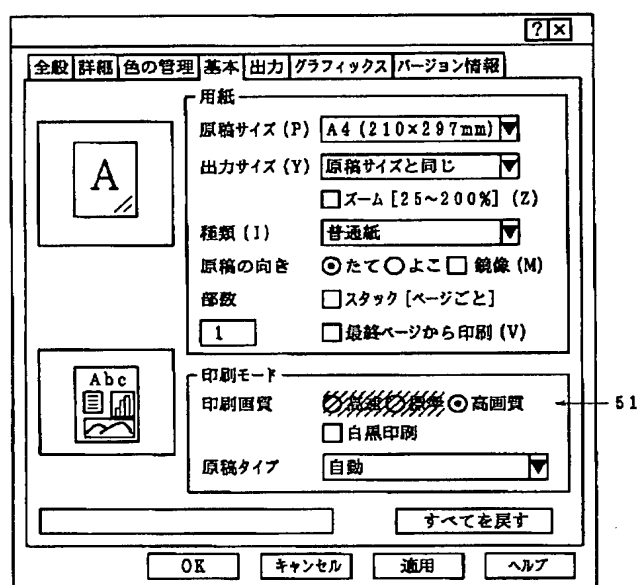 ? ×
全般 詳細 色の管理 基本 出力 グラフィックス バージョン情報
用紙
原稿サイズ (P) A4 (210×297mm)
A
出力サイズ (Y) 原稿サイズと同じ
ズーム [25~200%] (Z)
種類 (I) 普通紙
原稿の向き たて よこ 鏡像 (M)
部数 スタック [ページごと]
1 最終ページから印刷 (V)
印刷モード
Abc
印刷画質 高速 標準 高画質 51
白黒印刷
原稿タイプ 自動
すべてを戻す
OK キャンセル 適用 ヘルプ